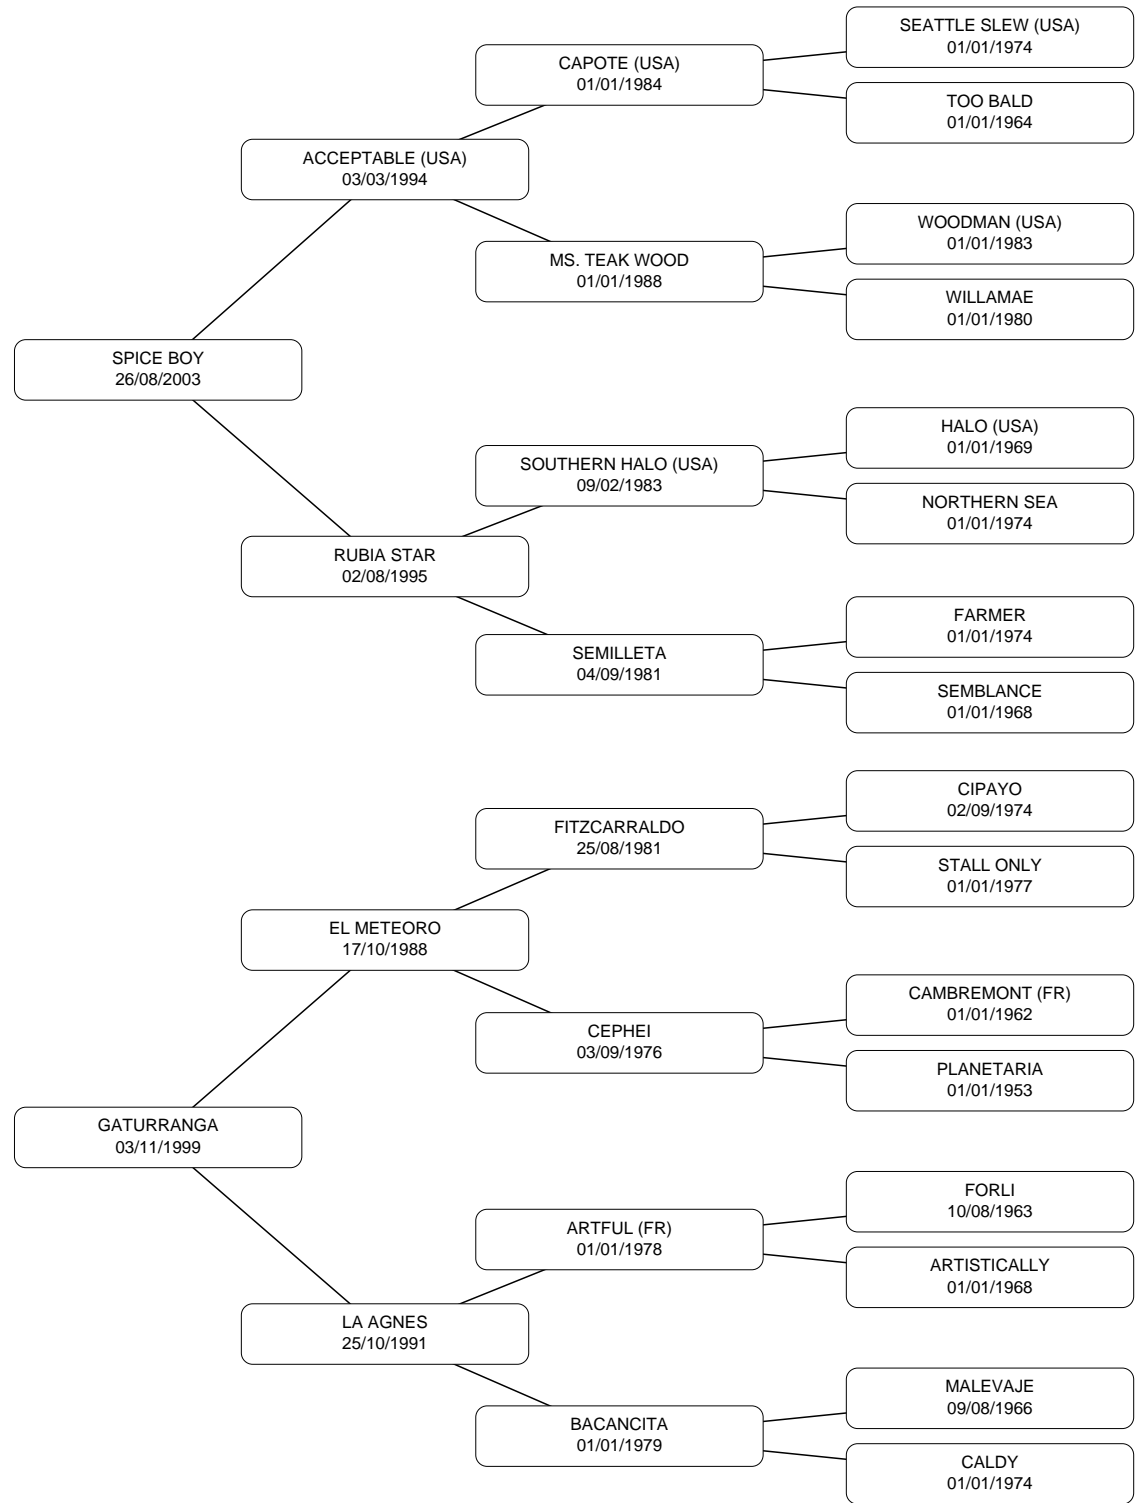 SEATTLE SLEW (USA)
01/01/1974
CAPOTE (USA)
01/01/1984
TOO BALD
01/01/1964
ACCEPTABLE (USA)
03/03/1994
WOODMAN (USA)
01/01/1983
MS. TEAK WOOD
01/01/1988
WILLAMAE
01/01/1980
SPICE BOY
26/08/2003
HALO (USA)
01/01/1969
SOUTHERN HALO (USA)
09/02/1983
NORTHERN SEA
01/01/1974
RUBIA STAR
02/08/1995
FARMER
01/01/1974
SEMILLETA
04/09/1981
SEMBLANCE
01/01/1968
CIPAYO
02/09/1974
FITZCARRALDO
25/08/1981
STALL ONLY
01/01/1977
EL METEORO
17/10/1988
CAMBREMONT (FR)
01/01/1962
CEPHEI
03/09/1976
PLANETARIA
01/01/1953
GATURRANGA
03/11/1999
FORLI
10/08/1963
ARTFUL (FR)
01/01/1978
ARTISTICALLY
01/01/1968
LA AGNES
25/10/1991
MALEVAJE
09/08/1966
BACANCITA
01/01/1979
CALDY
01/01/1974